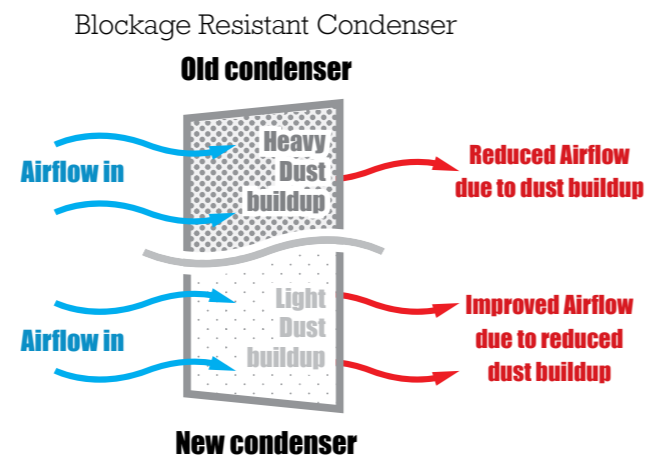 Blockage Resistant Condenser
Old condenser
Airflow in
Heavy
Dust
buildup
Reduced Airflow
due to dust buildup
Airflow in
Light
Dust
buildup
Improved Airflow
due to reduced
dust buildup
New condenser